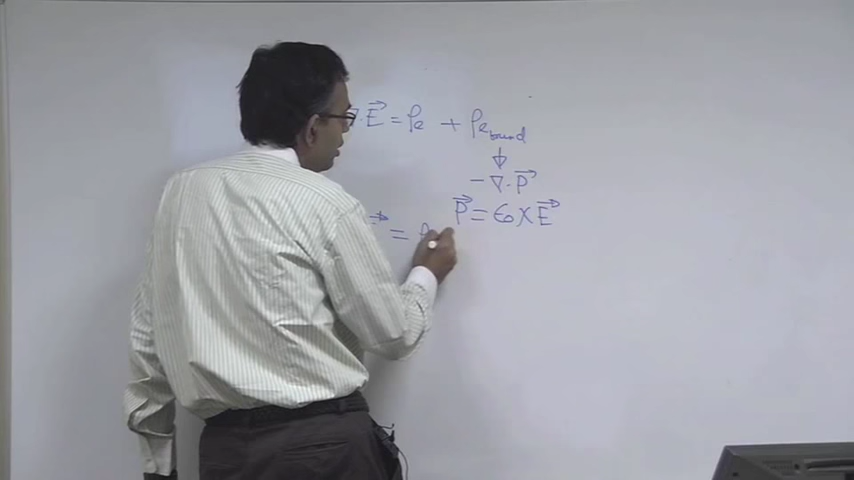 ∇·E⃗ = ρₑ + ρₑ bound
↓
−∇·P⃗
P⃗ = ϵ₀χE⃗
=